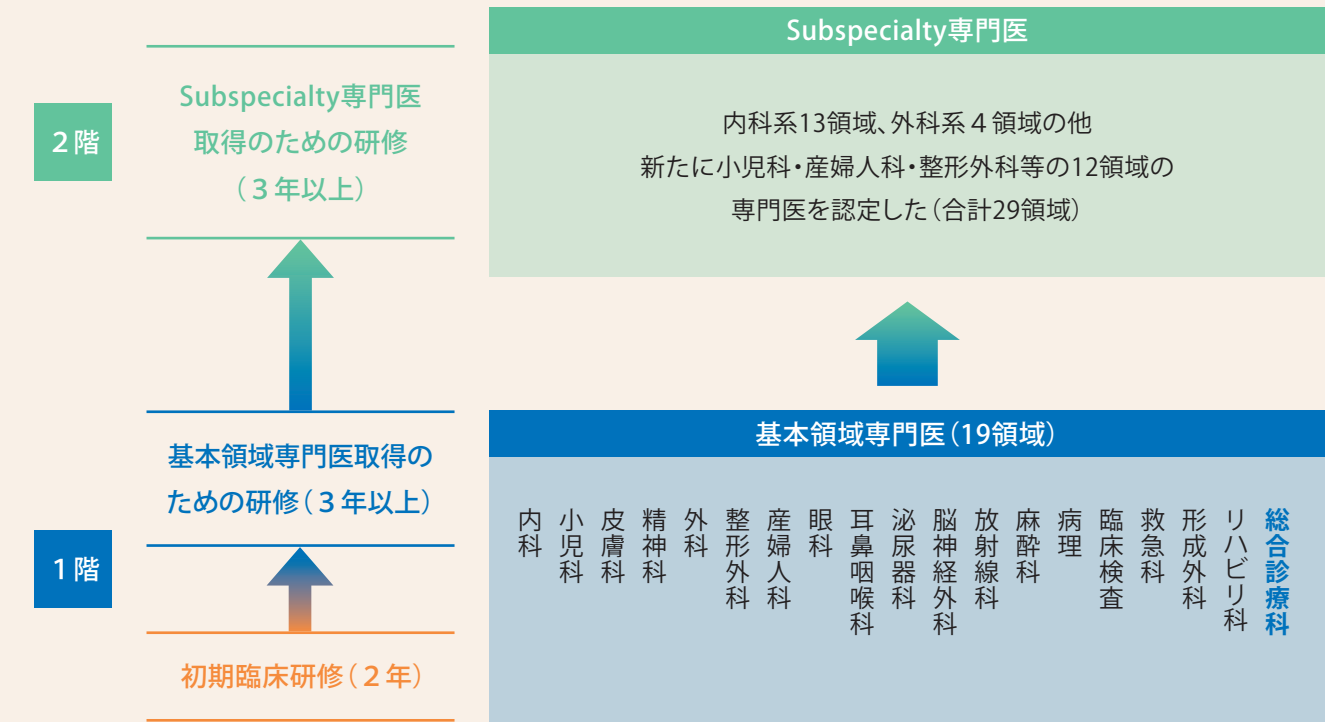 2階
Subspecialty専門医
取得のための研修
（３年以上）
1階
基本領域専門医取得の
ための研修（３年以上）
初期臨床研修（２年）
Subspecialty専門医
内科系13領域、外科系４領域の他
新たに小児科・産婦人科・整形外科等の12領域の
専門医を認定した（合計29領域）
基本領域専門医（19領域）
内科
小児科
皮膚科
精神科
外科
整形外科
産婦人科
眼科
耳鼻咽喉科
泌尿器科
脳神経外科
放射線科
麻酔科
病理
臨床検査
救急科
形成外科
リハビリ科
総合診療科